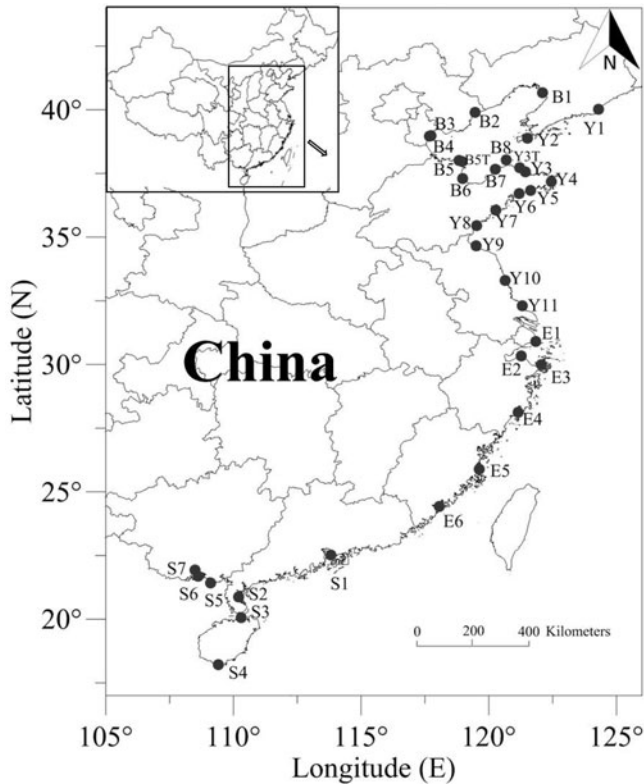 N
40°
35°
30°
25°
20°
Latitude (N)
B1
B2
B3
B4
Y1
Y2
B8
B5
B5T
Y3T
Y3
B6
B7
Y4
Y5
Y6
Y7
Y8
Y9
Y10
Y11
E1
China
E2
E3
E4
E5
E6
S7
S6
S5
S2
S1
S3
S4
0 200 400 Kilometers
105° 110° 115° 120° 125°
Longitude (E)